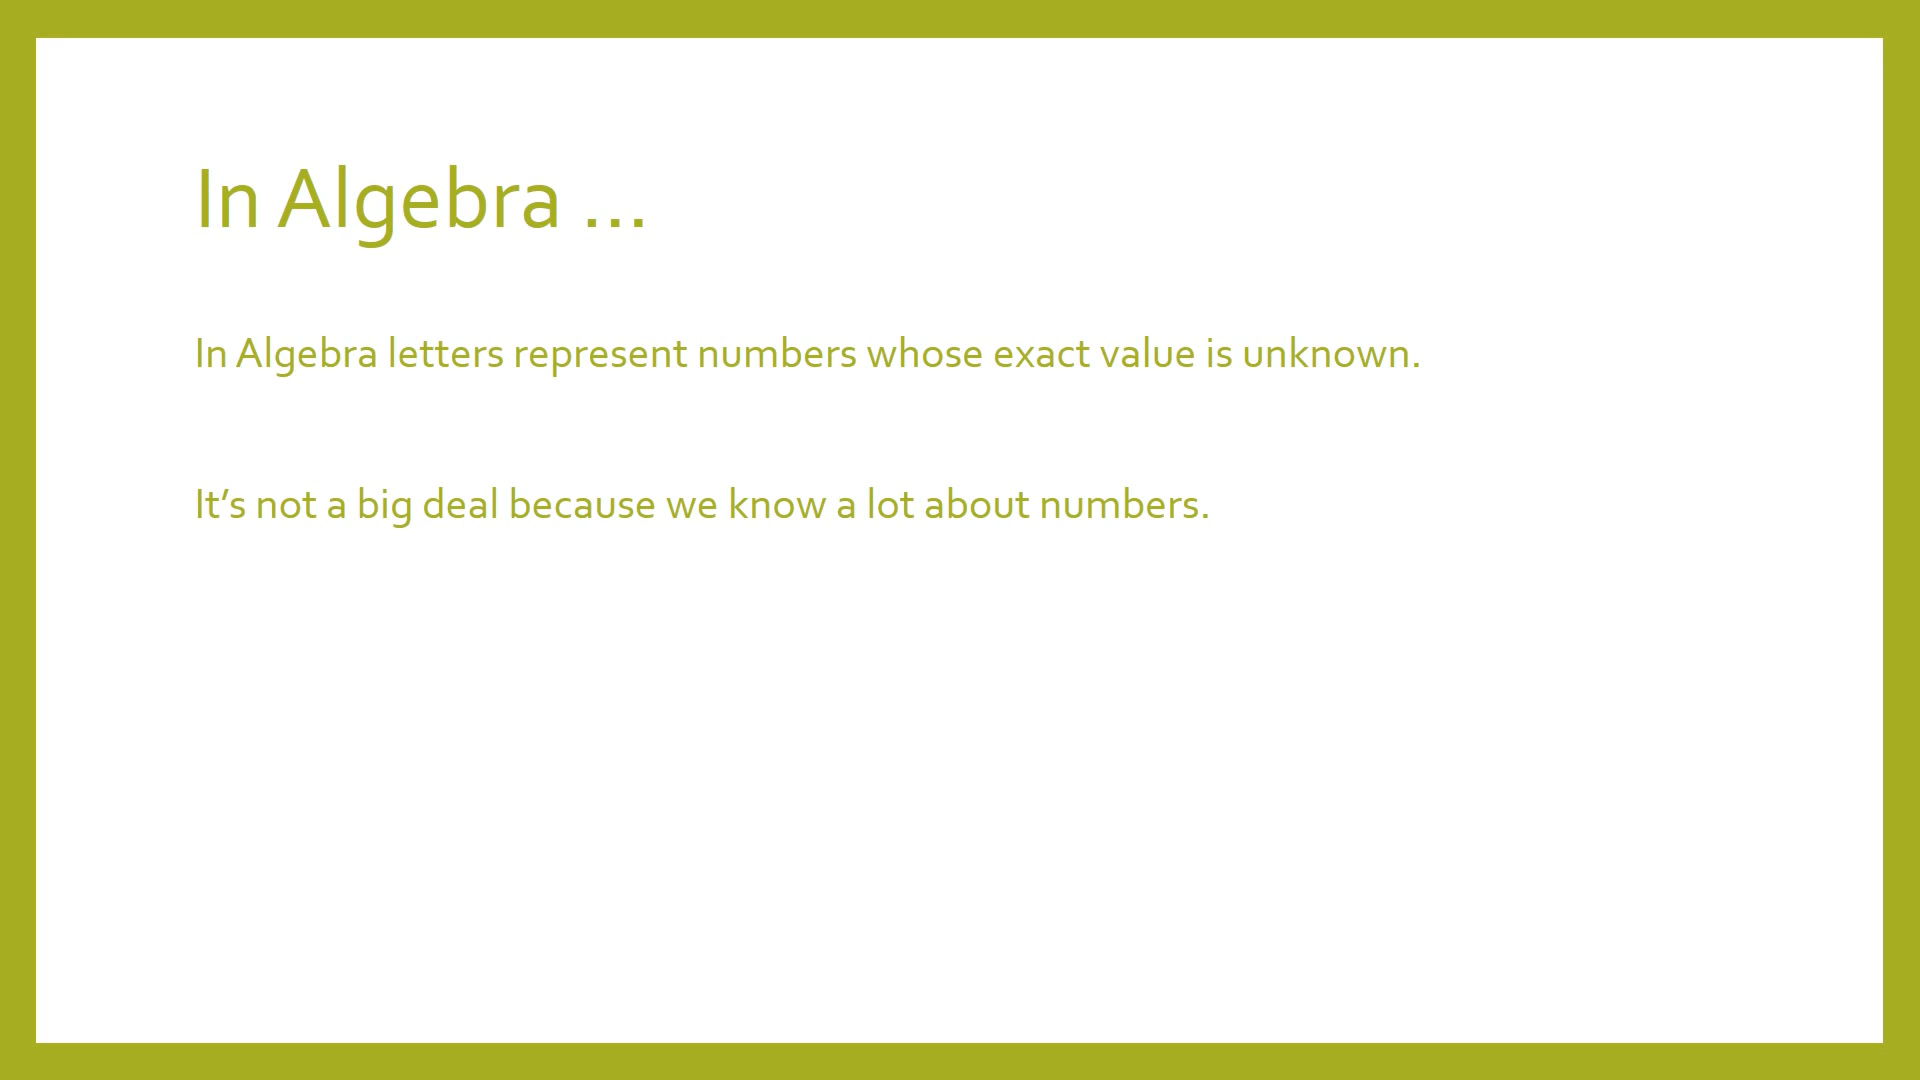 In Algebra ...
In Algebra letters represent numbers whose exact value is unknown.
It’s not a big deal because we know a lot about numbers.